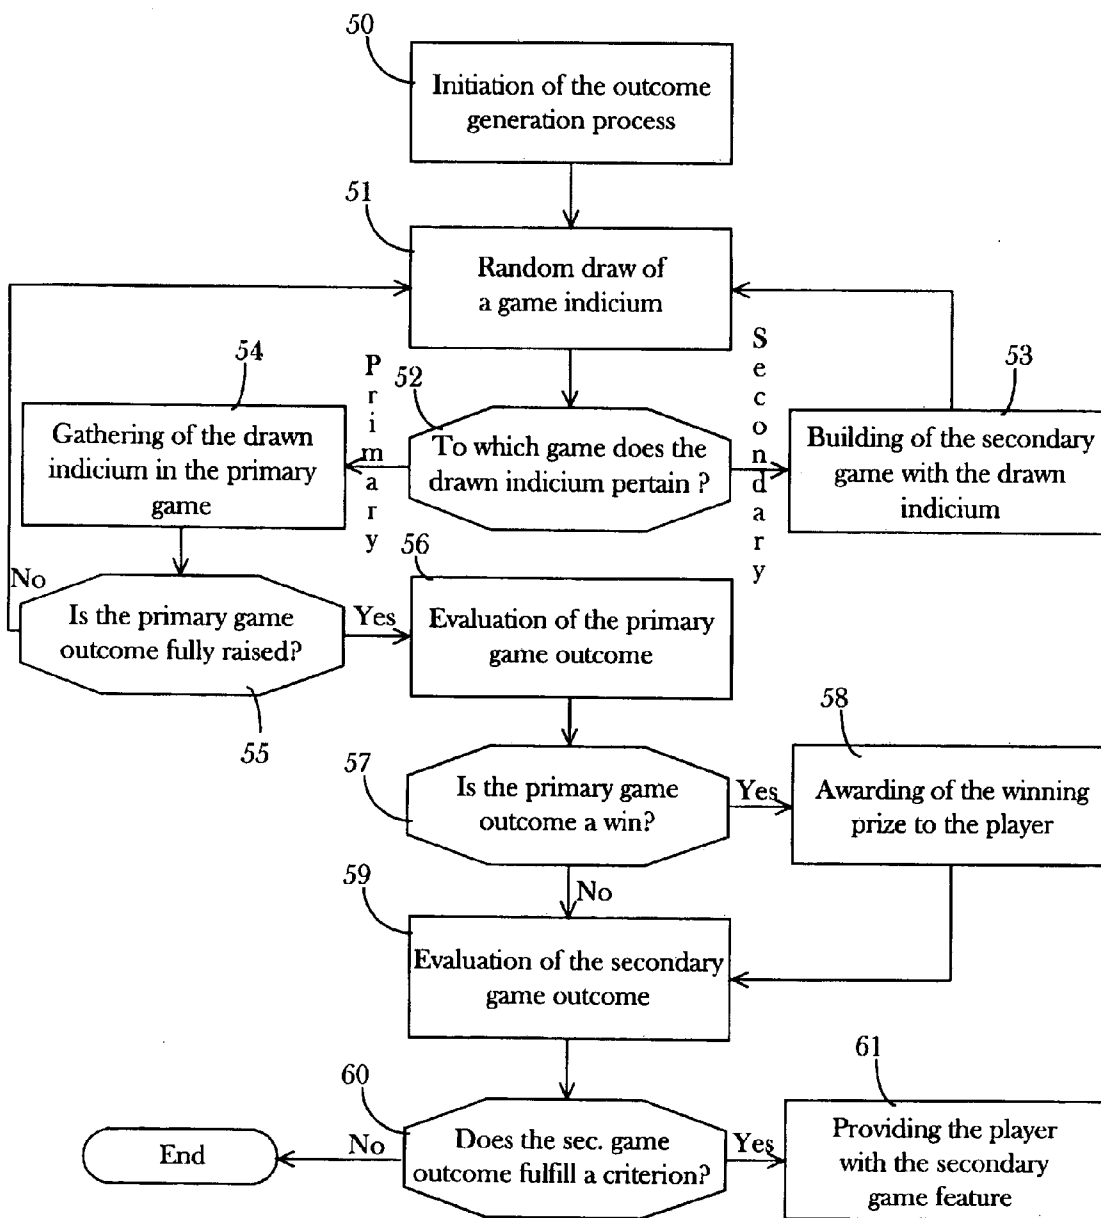 50
Initiation of the outcome
generation process
51
Random draw of
a game indicium
54
Primary
52
Secondary
53
Gathering of the drawn
indicium in the primary
game
To which game does the
drawn indicium pertain ?
Building of the secondary
game with the drawn
indicium
56
No
Is the primary game
outcome fully raised?
Yes
Evaluation of the primary
game outcome
55
58
57
Is the primary game
outcome a win?
Yes
Awarding of the winning
prize to the player
59
No
Evaluation of the secondary
game outcome
61
60
End
No
Does the sec. game
outcome fulfill a criterion?
Yes
Providing the player
with the secondary
game feature